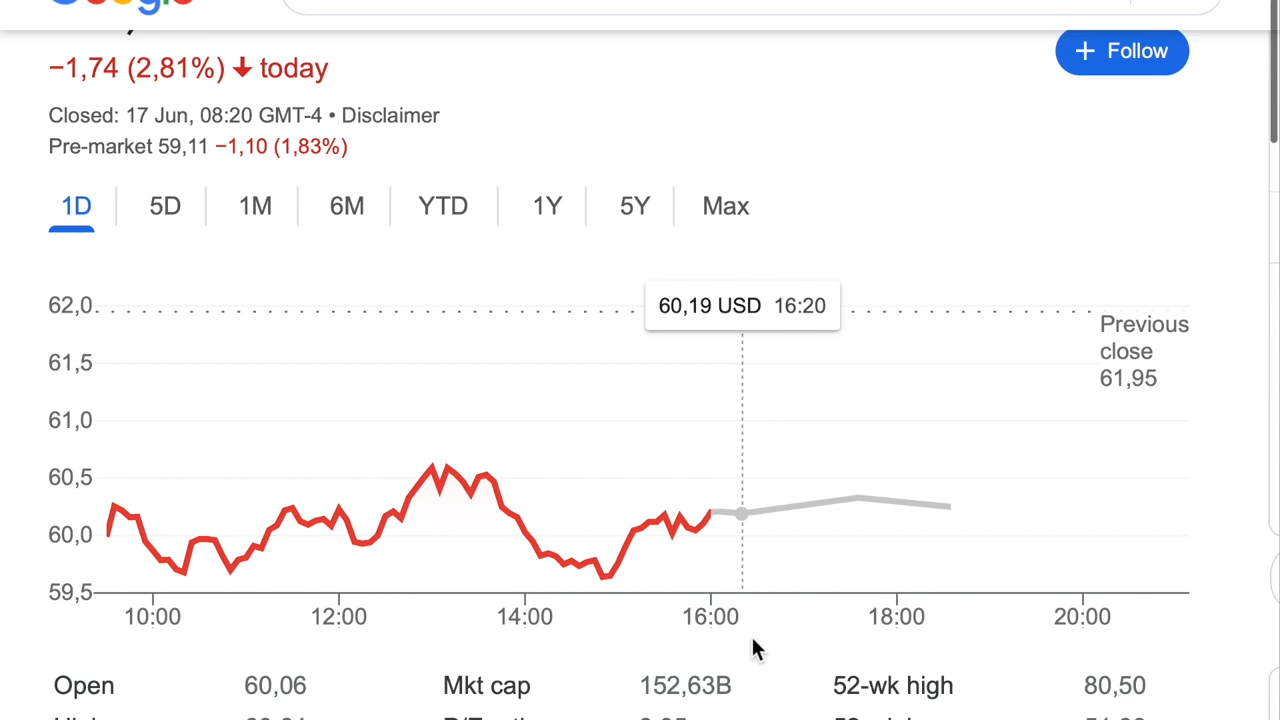 Google
−1,74 (2,81%) ↓ today
+ Follow
Closed: 17 Jun, 08:20 GMT-4 • Disclaimer
Pre-market 59,11 −1,10 (1,83%)
1D 5D 1M 6M YTD 1Y 5Y Max
60,19 USD 16:20
62,0
Previous
close
61,95
61,5
61,0
60,5
60,0
59,5
10:00 12:00 14:00 16:00 18:00 20:00
Open 60,06 Mkt cap 152,63B 52-wk high 80,50